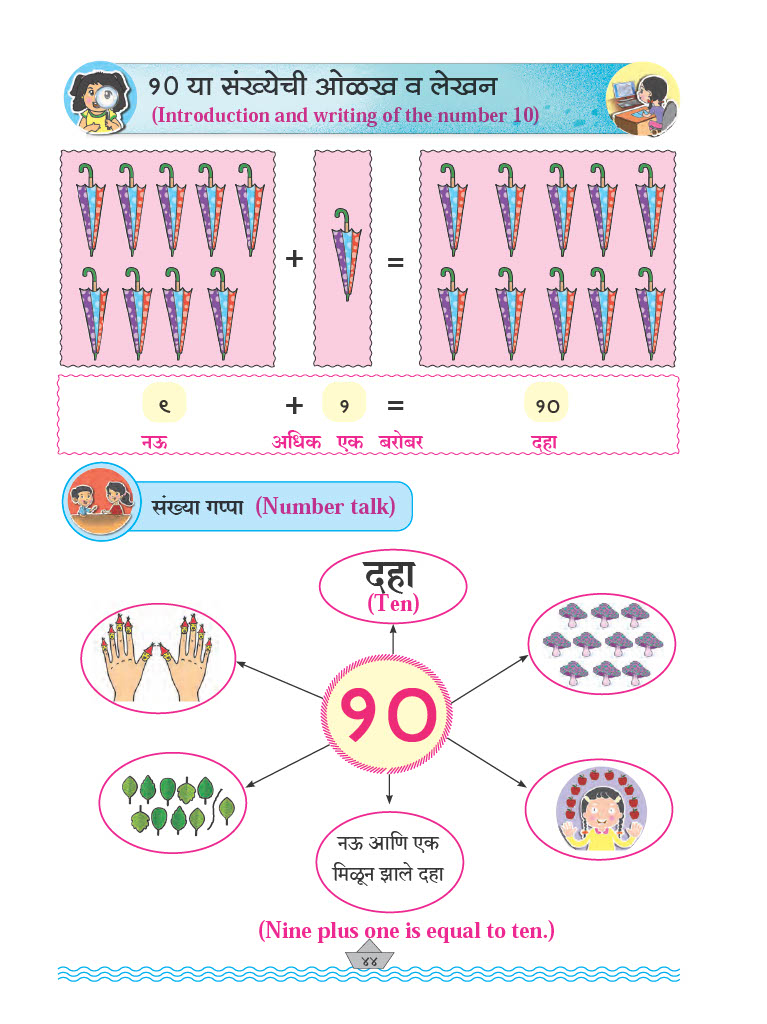 १० या संख्येची ओळख व लेखन
(Introduction and writing of the number 10)
+ =
९ + १ = १०
नऊ अधिक एक बरोबर दहा
संख्या गप्पा (Number talk)
दहा
(Ten)
१०
नऊ आणि एक
मिळून झाले दहा
(Nine plus one is equal to ten.)
४४